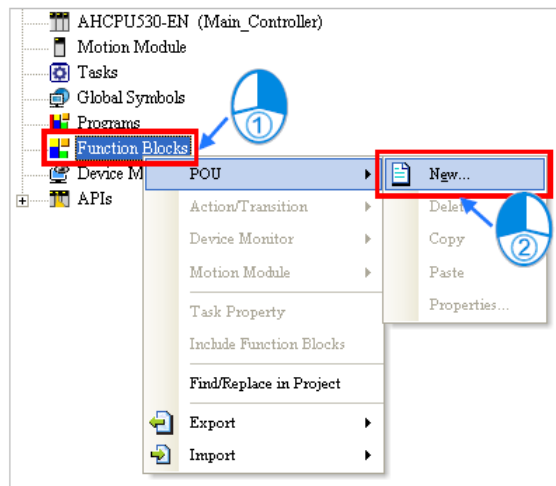 AHCPU530-EN (Main_Controller)
Motion Module
Tasks
Global Symbols
Programs
Function Blocks
Device M
APIs
1
POU
Action/Transition
Device Monitor
Motion Module
Task Property
Include Function Blocks
Find/Replace in Project
Export
Import
New...
Delet
Copy
Paste
Properties...
2